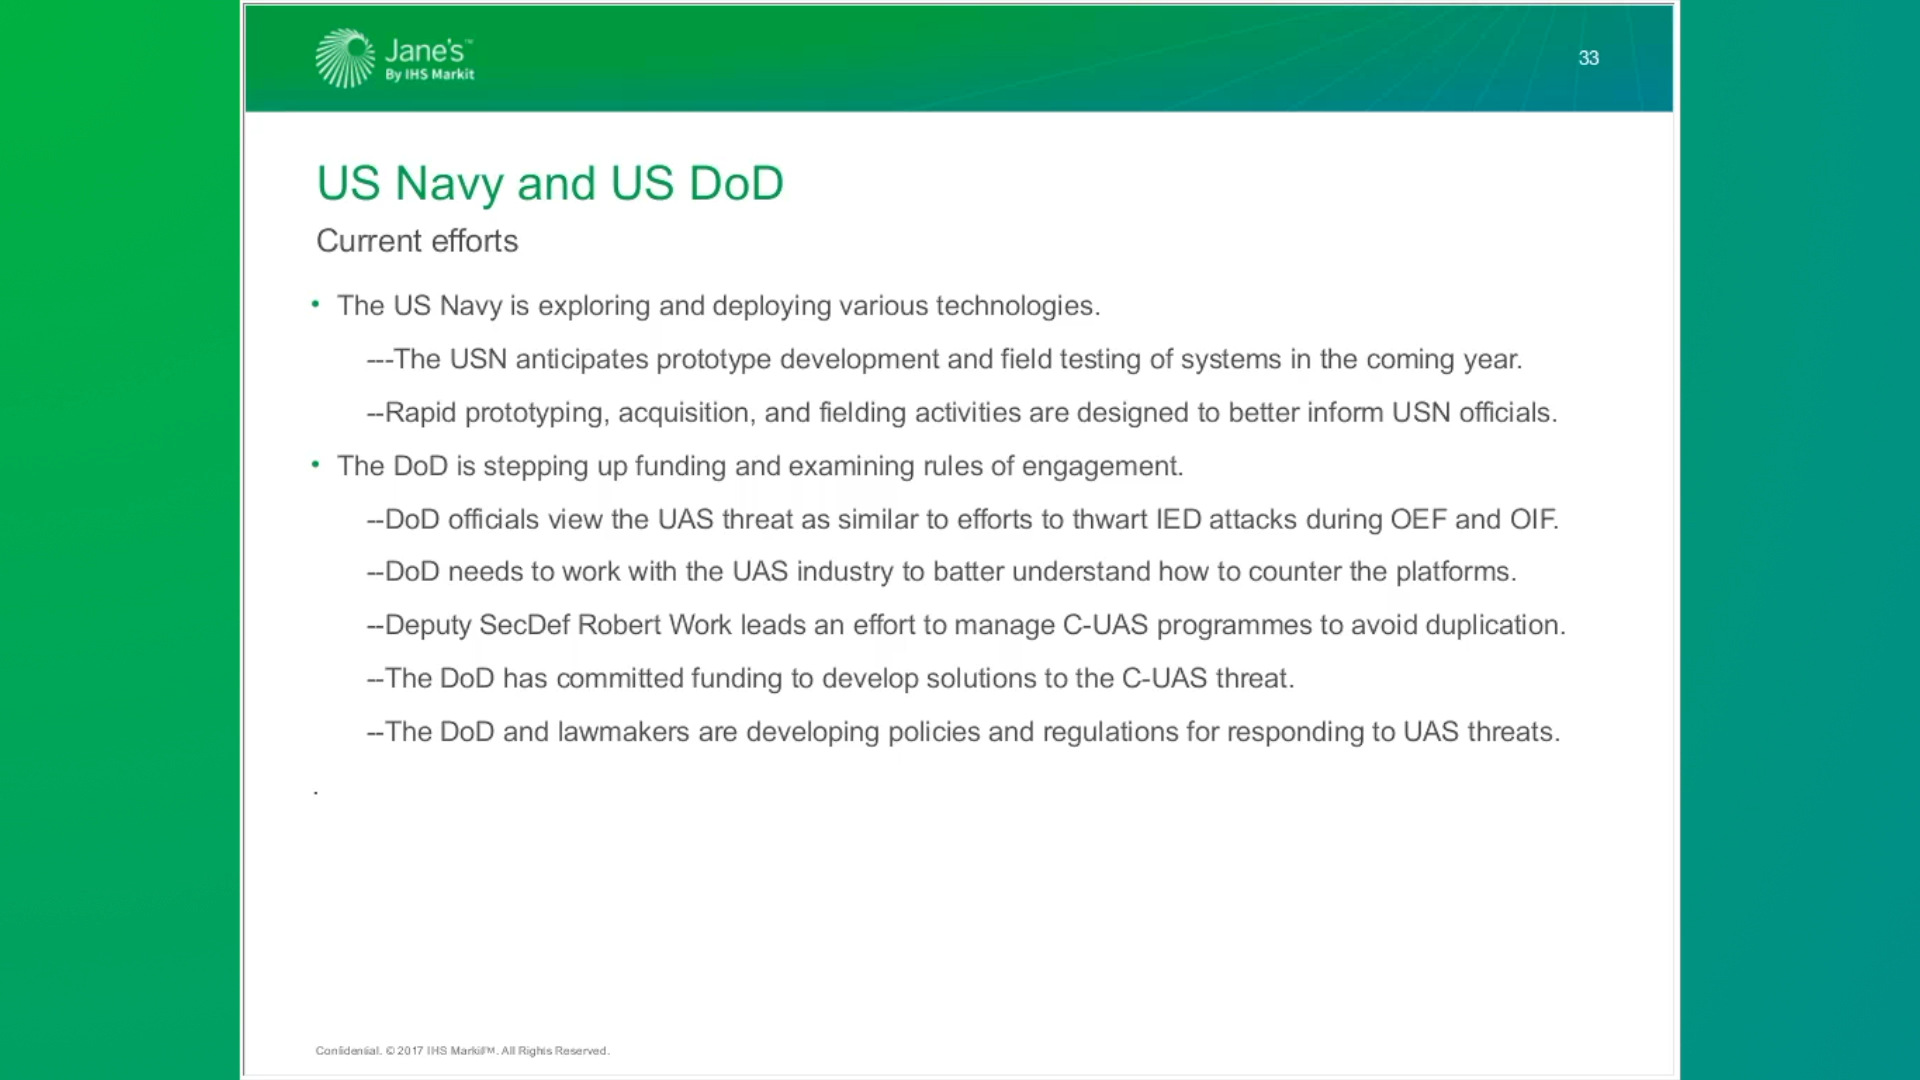 Jane's™
By IHS Markit
33
US Navy and US DoD
Current efforts
• The US Navy is exploring and deploying various technologies.
---The USN anticipates prototype development and field testing of systems in the coming year.
--Rapid prototyping, acquisition, and fielding activities are designed to better inform USN officials.
• The DoD is stepping up funding and examining rules of engagement.
--DoD officials view the UAS threat as similar to efforts to thwart IED attacks during OEF and OIF.
--DoD needs to work with the UAS industry to batter understand how to counter the platforms.
--Deputy SecDef Robert Work leads an effort to manage C-UAS programmes to avoid duplication.
--The DoD has committed funding to develop solutions to the C-UAS threat.
--The DoD and lawmakers are developing policies and regulations for responding to UAS threats.
.
Confidential. © 2017 IHS Markit™. All Rights Reserved.